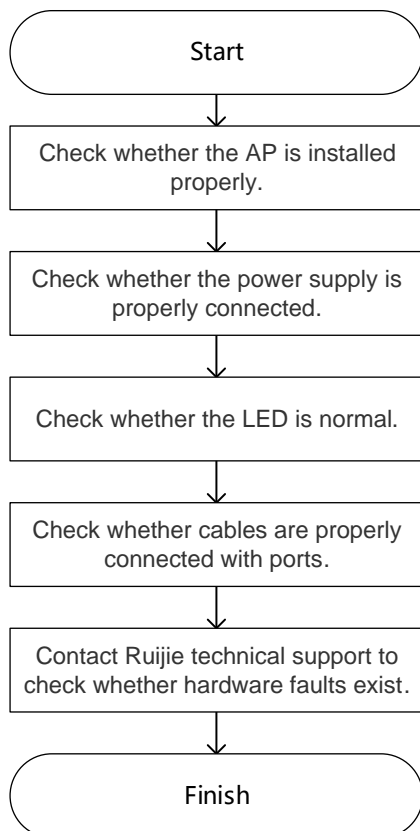 Start
Check whether the AP is installed
properly.
Check whether the power supply is
properly connected.
Check whether the LED is normal.
Check whether cables are properly
connected with ports.
Contact Ruijie technical support to
check whether hardware faults exist.
Finish